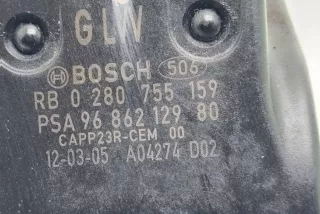 GLW
BOSCH 506
RB 0 280 755 159
PSA 96 862 129 80
CAPP23R-CEM 00
12-03-05 A04274 D02